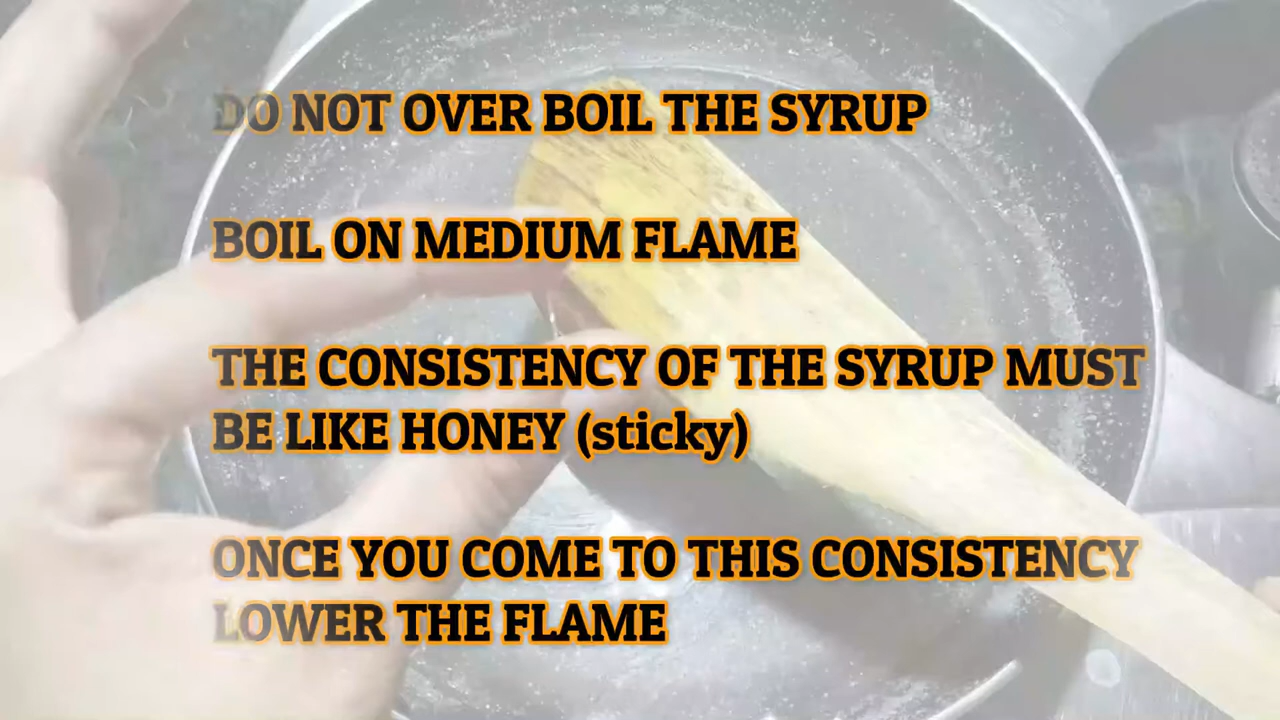 DO NOT OVER BOIL THE SYRUP
BOIL ON MEDIUM FLAME
THE CONSISTENCY OF THE SYRUP MUST
BE LIKE HONEY (sticky)
ONCE YOU COME TO THIS CONSISTENCY
LOWER THE FLAME